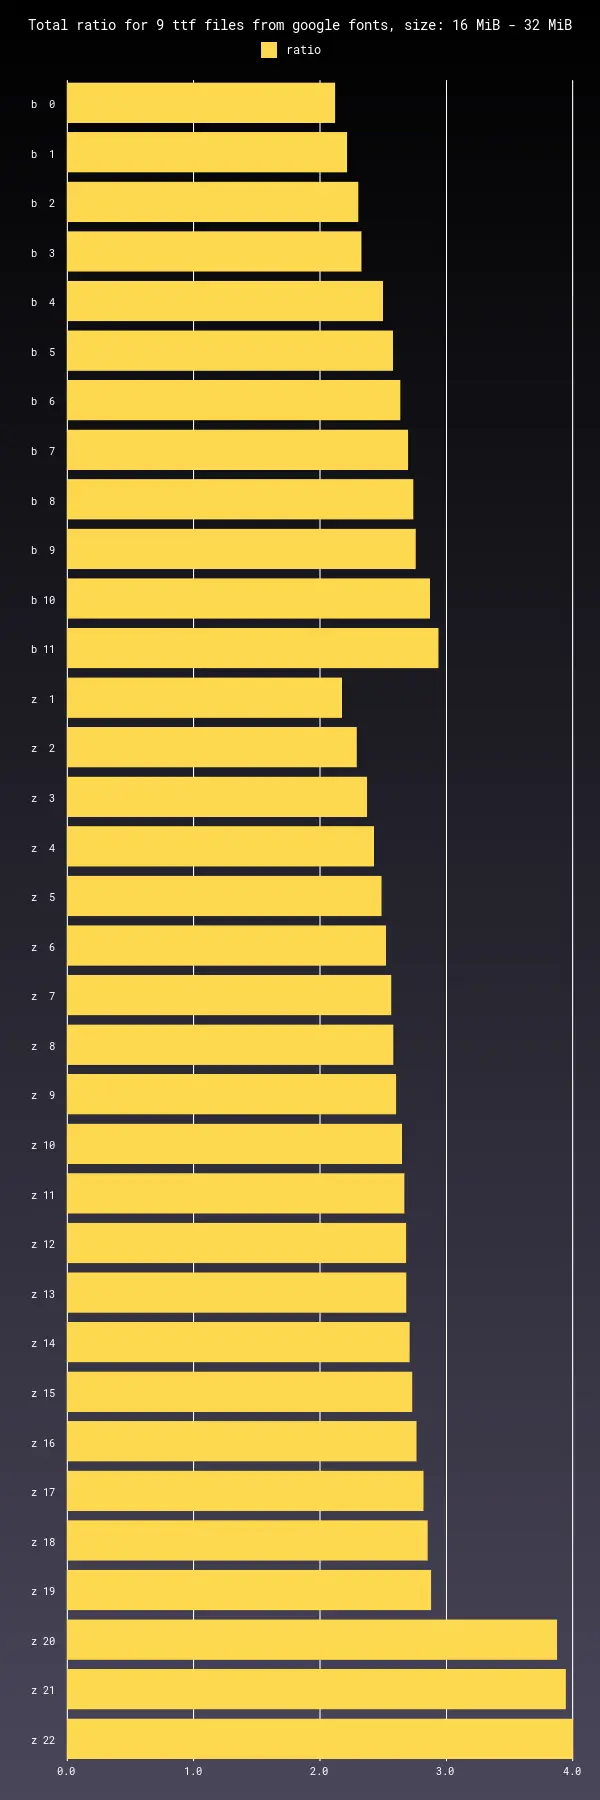 Total ratio for 9 ttf files from google fonts, size: 16 MiB - 32 MiB
ratio
b 0
b 1
b 2
b 3
b 4
b 5
b 6
b 7
b 8
b 9
b 10
b 11
z 1
z 2
z 3
z 4
z 5
z 6
z 7
z 8
z 9
z 10
z 11
z 12
z 13
z 14
z 15
z 16
z 17
z 18
z 19
z 20
z 21
z 22
0.0 1.0 2.0 3.0 4.0